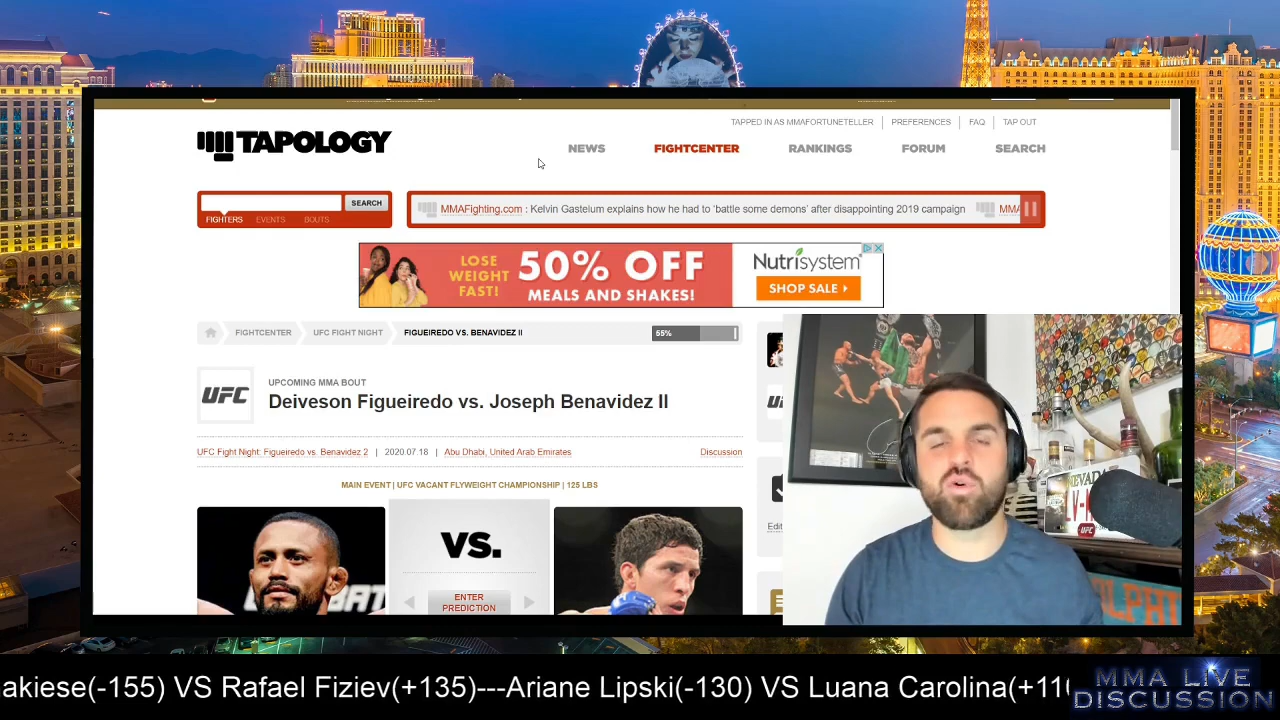 TAPPED IN AS MMAFORTUNETELLER
PREFERENCES
FAQ
TAP OUT
TAPOLOGY
NEWS
FIGHTCENTER
RANKINGS
FORUM
SEARCH
SEARCH
FIGHTERS
EVENTS
BOUTS
MMAFighting.com : Kelvin Gastelum explains how he had to 'battle some demons' after disappointing 2019 campaign
MMA
LOSE WEIGHT FAST!
50% OFF
MEALS AND SHAKES!
Nutrisystem
SHOP SALE
FIGHTCENTER
UFC FIGHT NIGHT
FIGUEIREDO VS. BENAVIDEZ II
55%
UFC
UPCOMING MMA BOUT
Deiveson Figueiredo vs. Joseph Benavidez II
UFC Fight Night: Figueiredo vs. Benavidez 2 | 2020.07.18 | Abu Dhabi, United Arab Emirates
Discussion
MAIN EVENT | UFC VACANT FLYWEIGHT CHAMPIONSHIP | 125 LBS
VS.
ENTER PREDICTION
Edit
NEVADA
LV-
UFC
akiese(-155) VS Rafael Fiziev(+135)---Ariane Lipski(-130) VS Luana Carolina(+110
MMA LIVE
DISCUSSION